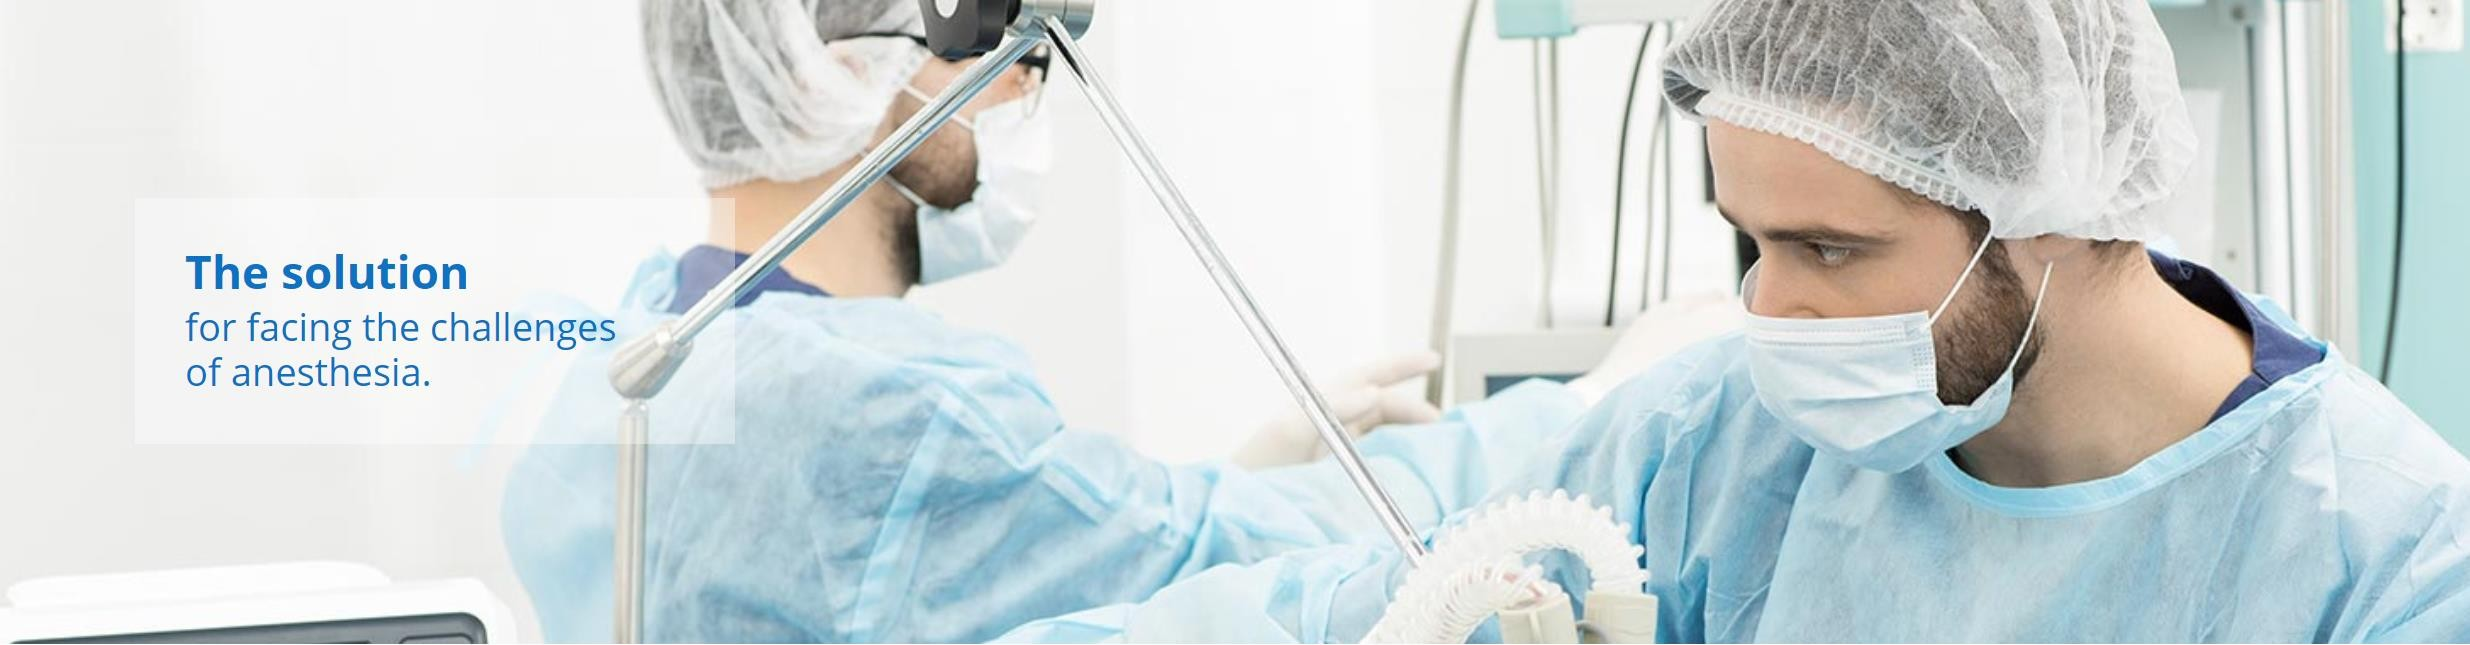 The solution
for facing the challenges
of anesthesia.